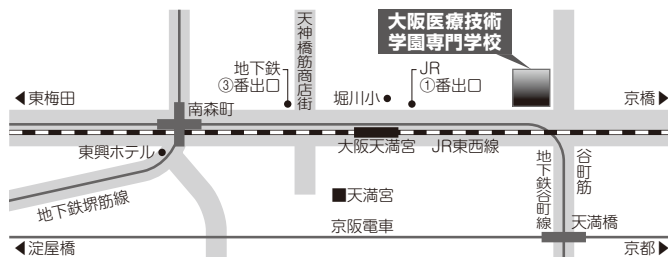 大阪医療技術
学園専門学校
天神橋筋商店街
地下鉄
③番出口
JR
①番出口
堀川小
◀東梅田
京橋▶
南森町
東興ホテル
大阪天満宮
JR東西線
地下鉄谷町線
谷町筋
地下鉄堺筋線
■天満宮
天満橋
京阪電車
◀淀屋橋
京都▶